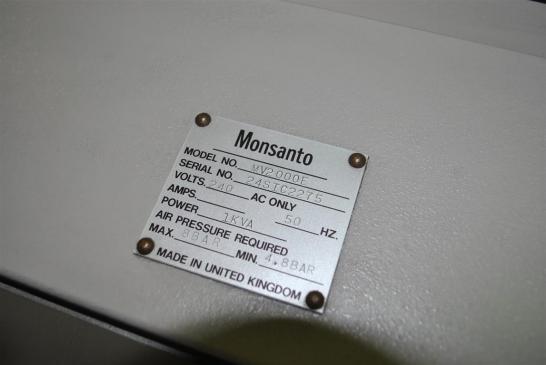 Monsanto
MODEL NO. MV2000E
SERIAL NO. 24SIC2275
VOLTS. 240 AC ONLY
AMPS. 50 HZ.
POWER 1KVA
AIR PRESSURE REQUIRED
MAX. 8BAR MIN. 4.8BAR
MADE IN UNITED KINGDOM